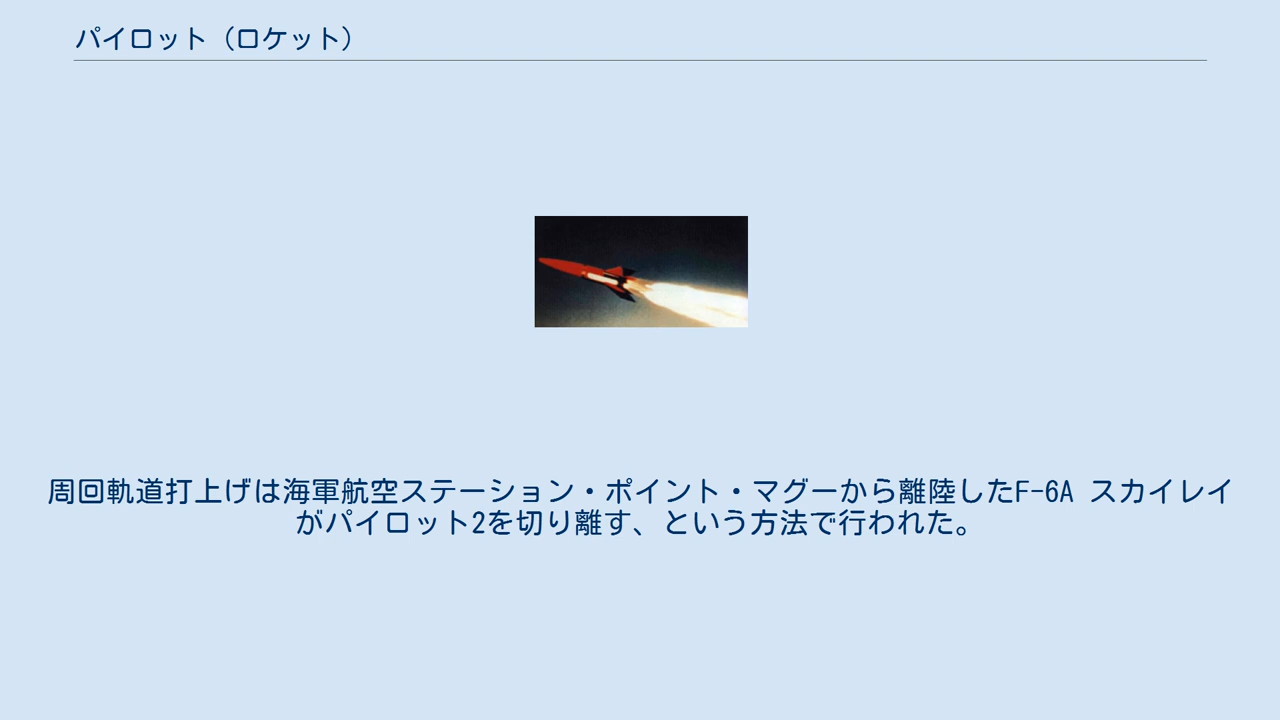 パイロット（ロケット）
周回軌道打上げは海軍航空ステーション・ポイント・マグーから離陸したF-6A スカイレイ
がパイロット2を切り離す、という方法で行われた。